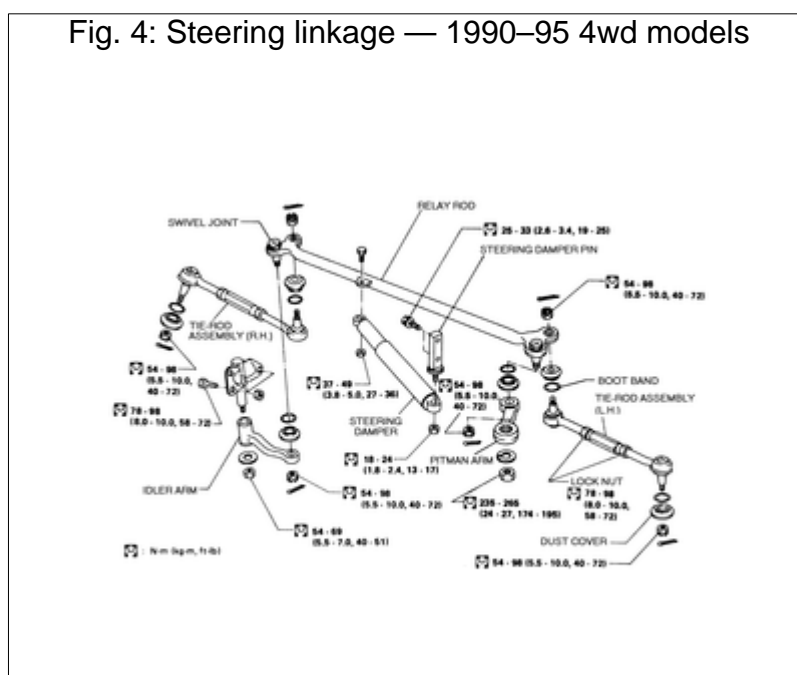 Fig. 4: Steering linkage — 1990–95 4wd models
RELAY ROD
SWIVEL JOINT
25 - 33 (2.6 - 3.4, 19 - 25)
STEERING DAMPER PIN
54 - 98
(5.5 - 10.0, 40 - 72)
TIE-ROD
ASSEMBLY (R.H.)
54 - 98
(5.5 - 10.0,
40 - 72)
37 - 49
(3.8 - 5.0, 27 - 36)
54 - 98
(5.5 - 10.0,
40 - 72)
BOOT BAND
TIE-ROD ASSEMBLY
(L.H.)
78 - 98
(8.0 - 10.0, 58 - 72)
STEERING
DAMPER
18 - 24
(1.8 - 2.4, 13 - 17)
PITMAN ARM
LOCK NUT
78 - 98
(8.0 - 10.0,
58 - 72)
IDLER ARM
54 - 98
(5.5 - 10.0, 40 - 72)
235 - 265
(24 - 27, 174 - 195)
54 - 69
(5.5 - 7.0, 40 - 51)
DUST COVER
: N·m (kg-m, ft-lb)
54 - 98 (5.5 - 10.0, 40 - 72)